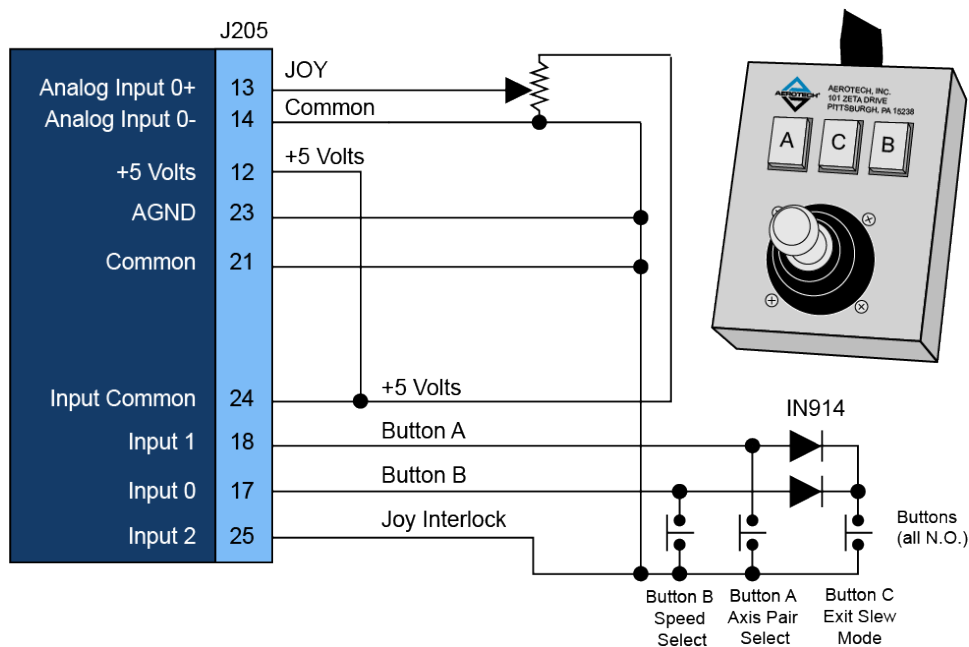 J205
Analog Input 0+ 13 JOY
Analog Input 0- 14 Common
+5 Volts 12 +5 Volts
AGND 23
Common 21
Input Common 24 +5 Volts
Input 1 18 Button A
Input 0 17 Button B
Input 2 25 Joy Interlock
AEROTECH
AEROTECH, INC.
101 ZETA DRIVE
PITTSBURGH, PA 15238
A C B
IN914
Buttons
(all N.O.)
Button B
Speed
Select
Button A
Axis Pair
Select
Button C
Exit Slew
Mode